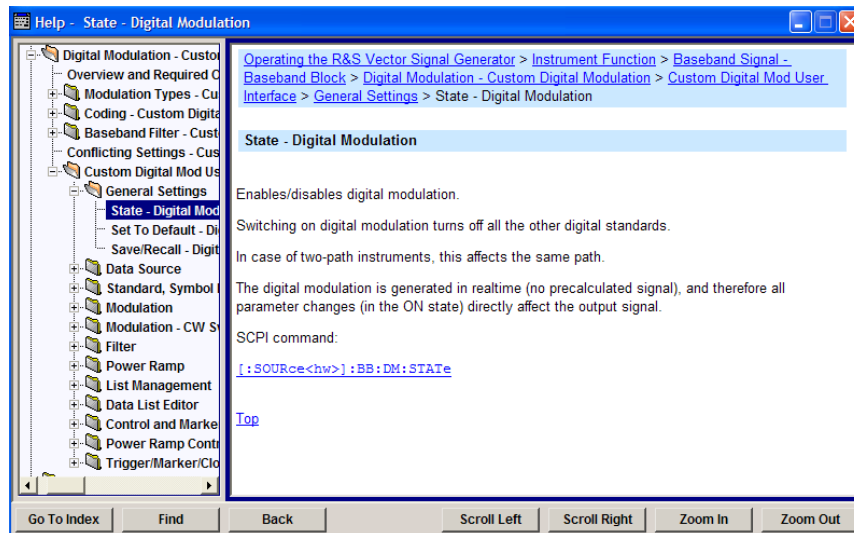 Help - State - Digital Modulation
Digital Modulation - Custo
Overview and Required C
Modulation Types - Cu
Coding - Custom Digita
Baseband Filter - Cust
Conflicting Settings - Cus
Custom Digital Mod Us
General Settings
State - Digital Mod
Set To Default - Di
Save/Recall - Digit
Data Source
Standard, Symbol
Modulation
Modulation - CW S
Filter
Power Ramp
List Management
Data List Editor
Control and Marke
Power Ramp Contr
Trigger/Marker/Clo
Operating the R&S Vector Signal Generator > Instrument Function > Baseband Signal -
Baseband Block > Digital Modulation - Custom Digital Modulation > Custom Digital Mod User
Interface > General Settings > State - Digital Modulation
State - Digital Modulation
Enables/disables digital modulation.
Switching on digital modulation turns off all the other digital standards.
In case of two-path instruments, this affects the same path.
The digital modulation is generated in realtime (no precalculated signal), and therefore all
parameter changes (in the ON state) directly affect the output signal.
SCPI command:
[:SOURce<hw>]:BB:DM:STATe
Top
Go To Index Find Back Scroll Left Scroll Right Zoom In Zoom Out